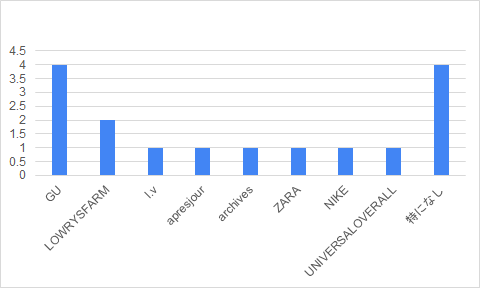 4.5
4
3.5
3
2.5
2
1.5
1
0.5
0
GU
LOWRYSFARM
l.v
apresjour
archives
ZARA
NIKE
UNIVERSALOVERALL
特になし